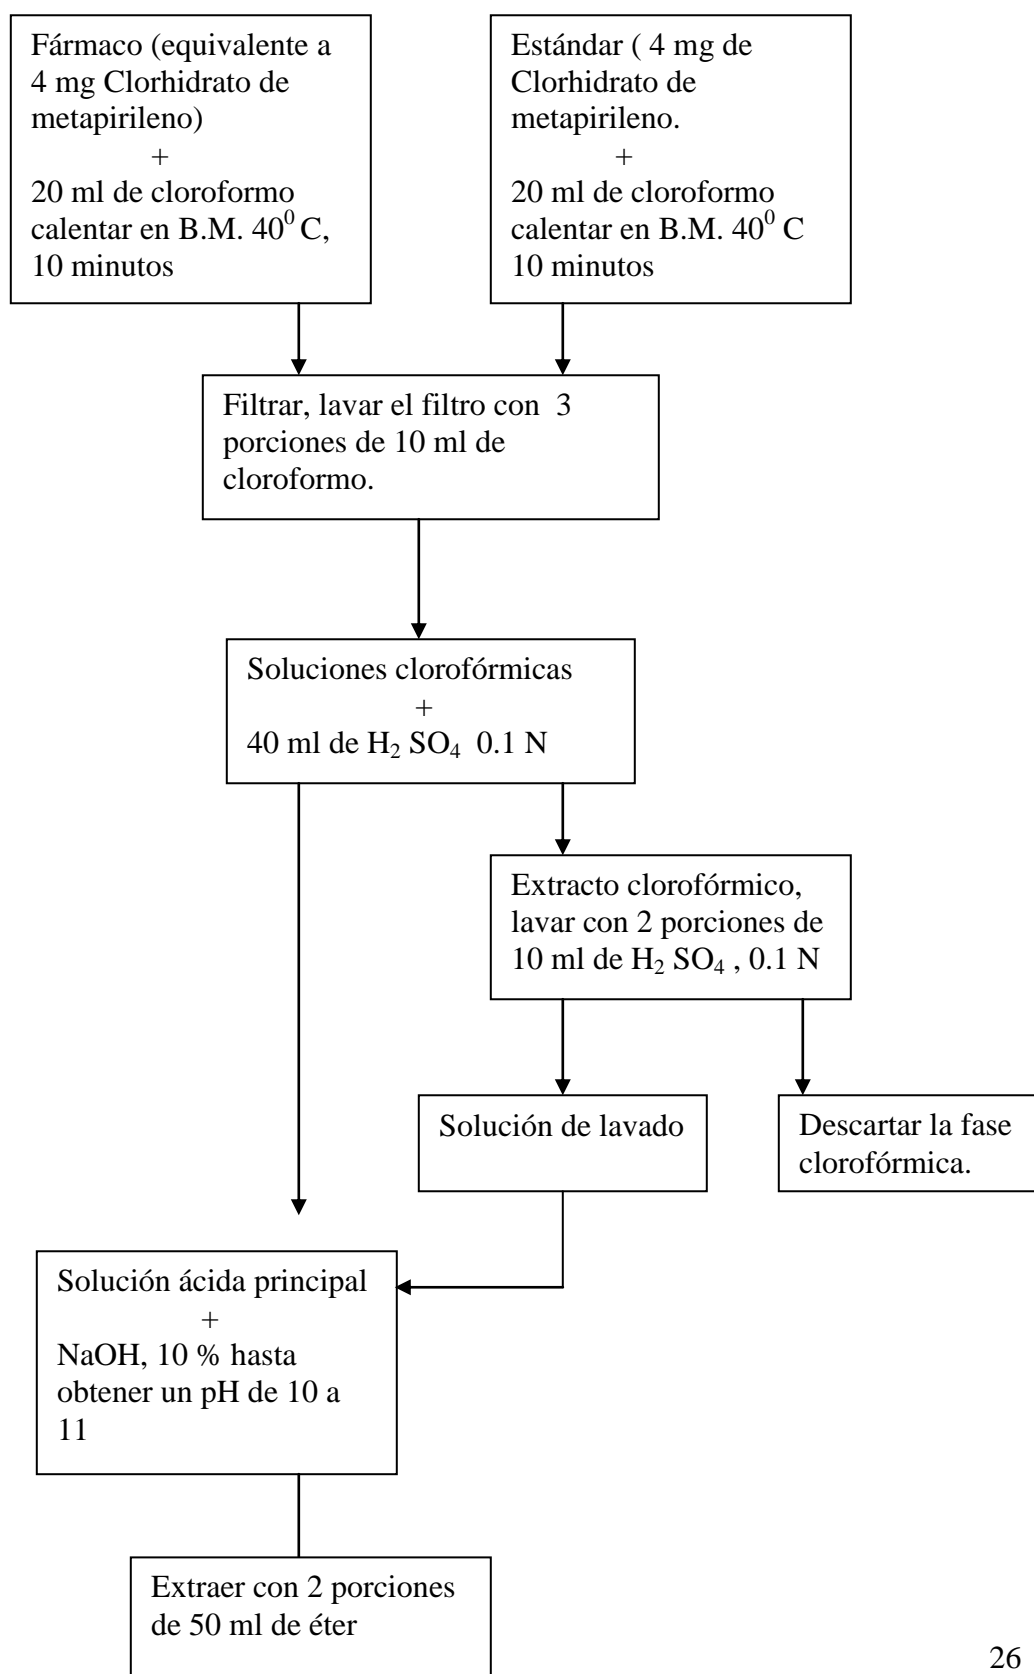 Fármaco (equivalente a
4 mg Clorhidrato de
metapirileno)
+
20 ml de cloroformo
calentar en B.M. 40⁰ C,
10 minutos
Estándar ( 4 mg de
Clorhidrato de
metapirileno.
+
20 ml de cloroformo
calentar en B.M. 40⁰ C
10 minutos
Filtrar, lavar el filtro con 3
porciones de 10 ml de
cloroformo.
Soluciones clorofórmicas
+
40 ml de H₂ SO₄ 0.1 N
Extracto clorofórmico,
lavar con 2 porciones de
10 ml de H₂ SO₄ , 0.1 N
Solución de lavado
Descartar la fase
clorofórmica.
Solución ácida principal
+
NaOH, 10 % hasta
obtener un pH de 10 a
11
Extraer con 2 porciones
de 50 ml de éter
26